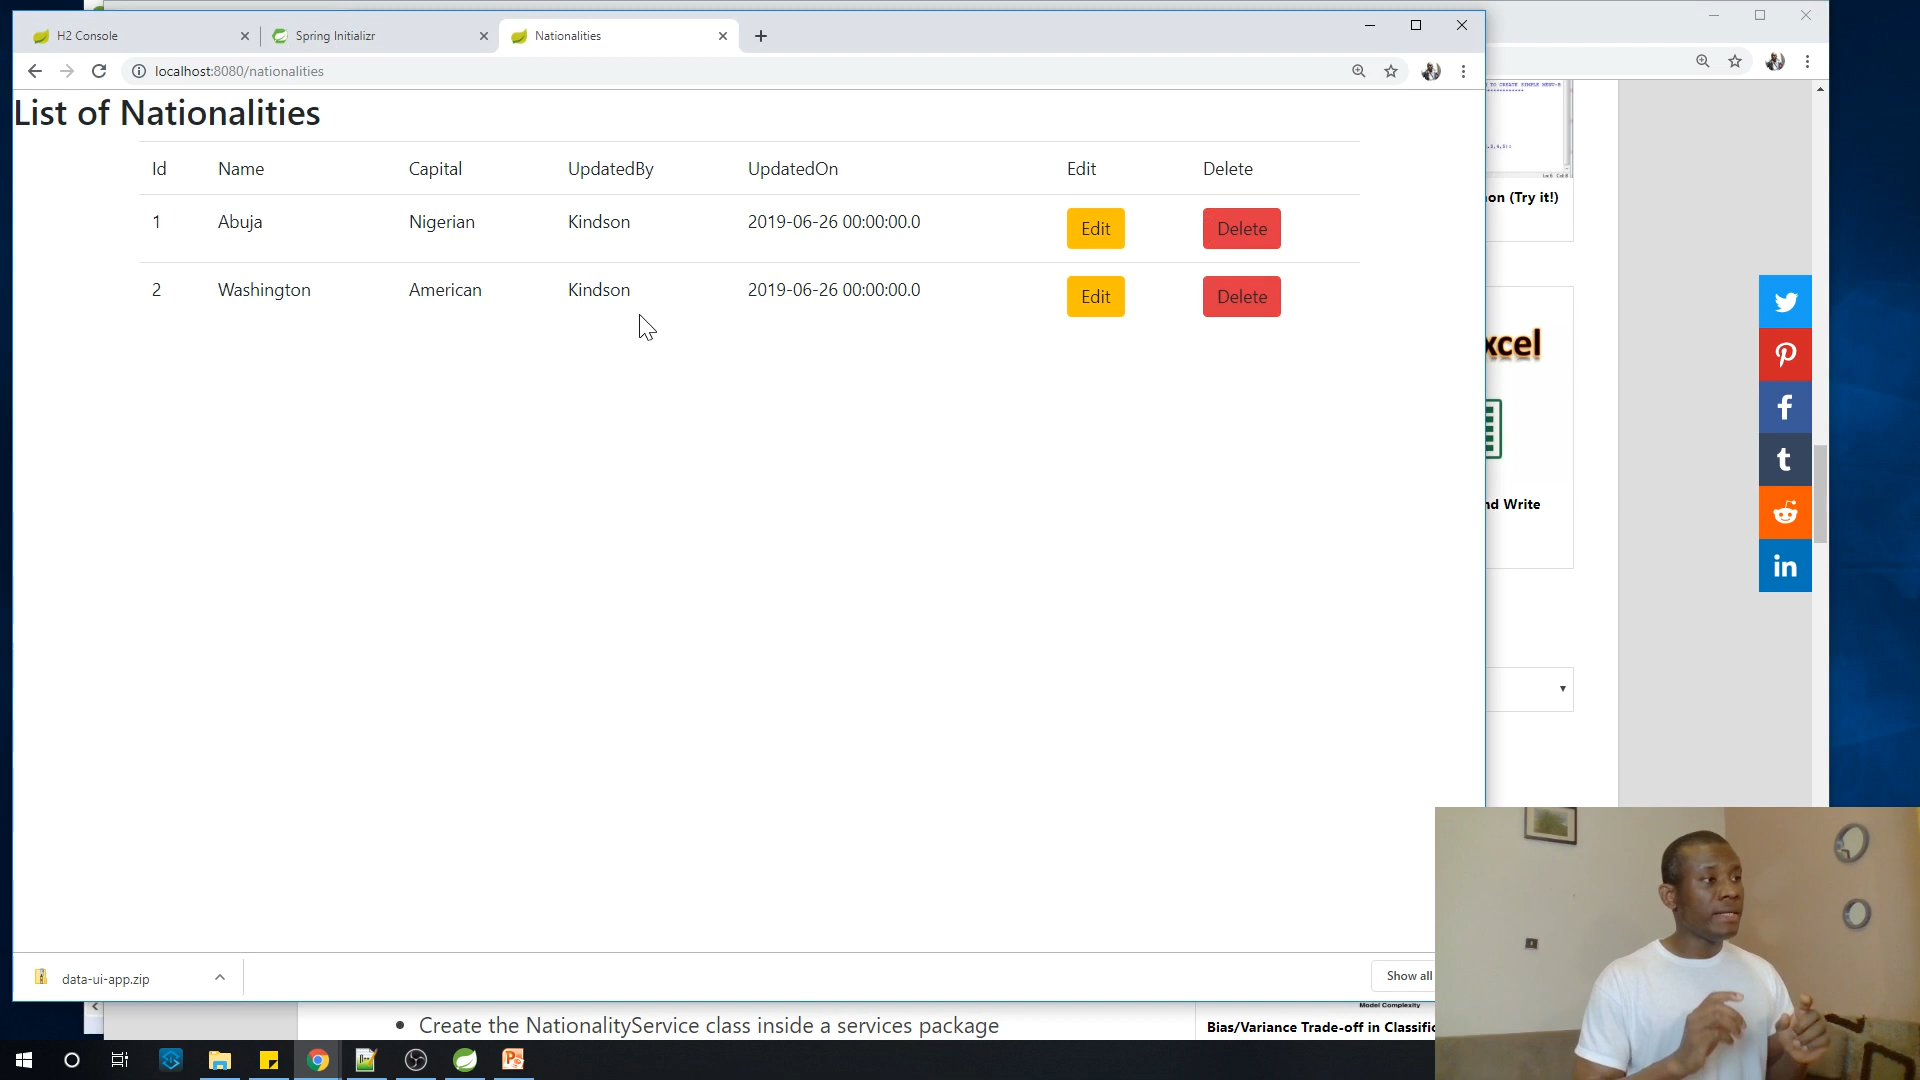 H2 Console
Spring Initializr
Nationalities
localhost:8080/nationalities
List of Nationalities
Id Name Capital UpdatedBy UpdatedOn Edit Delete
1 Abuja Nigerian Kindson 2019-06-26 00:00:00.0 Edit Delete
2 Washington American Kindson 2019-06-26 00:00:00.0 Edit Delete
on (Try it!)
xcel
nd Write
data-ui-app.zip
Show all
Model Complexity
Create the NationalityService class inside a services package
Bias/Variance Trade-off in Classific